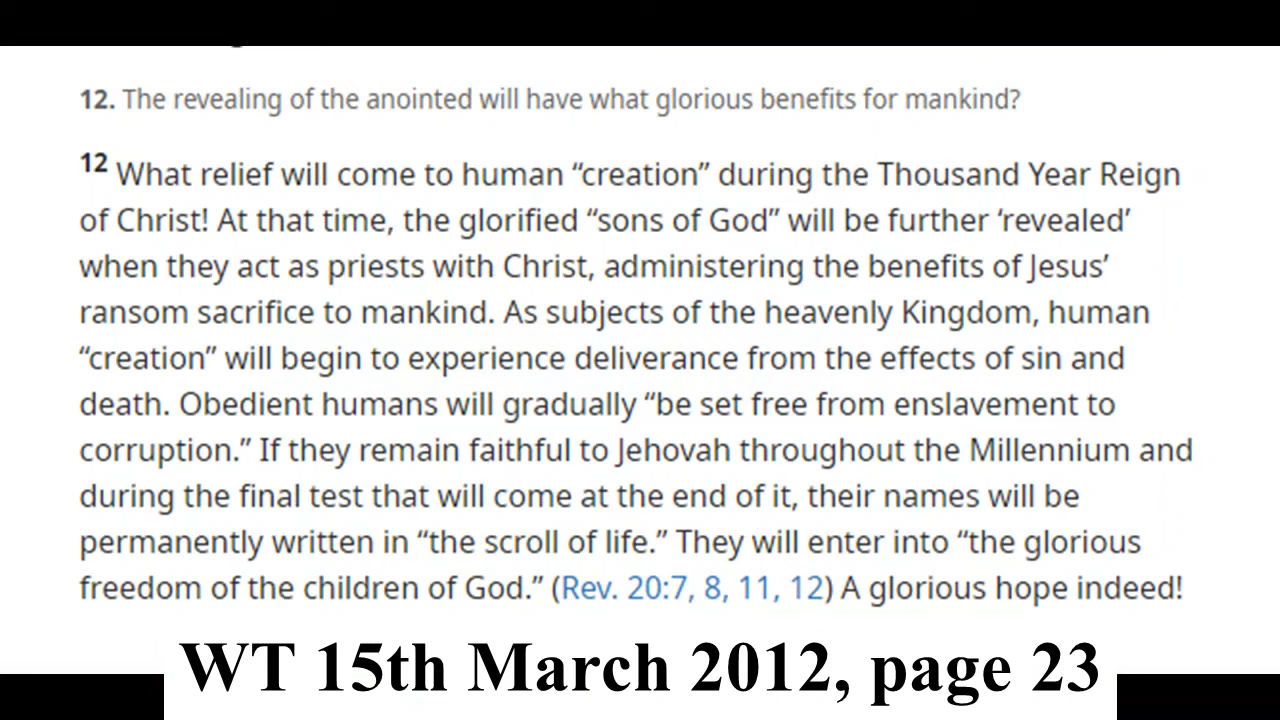 12. The revealing of the anointed will have what glorious benefits for mankind?
12 What relief will come to human “creation” during the Thousand Year Reign
of Christ! At that time, the glorified “sons of God” will be further ‘revealed’
when they act as priests with Christ, administering the benefits of Jesus’
ransom sacrifice to mankind. As subjects of the heavenly Kingdom, human
“creation” will begin to experience deliverance from the effects of sin and
death. Obedient humans will gradually “be set free from enslavement to
corruption.” If they remain faithful to Jehovah throughout the Millennium and
during the final test that will come at the end of it, their names will be
permanently written in “the scroll of life.” They will enter into “the glorious
freedom of the children of God.” (Rev. 20:7, 8, 11, 12) A glorious hope indeed!
WT 15th March 2012, page 23